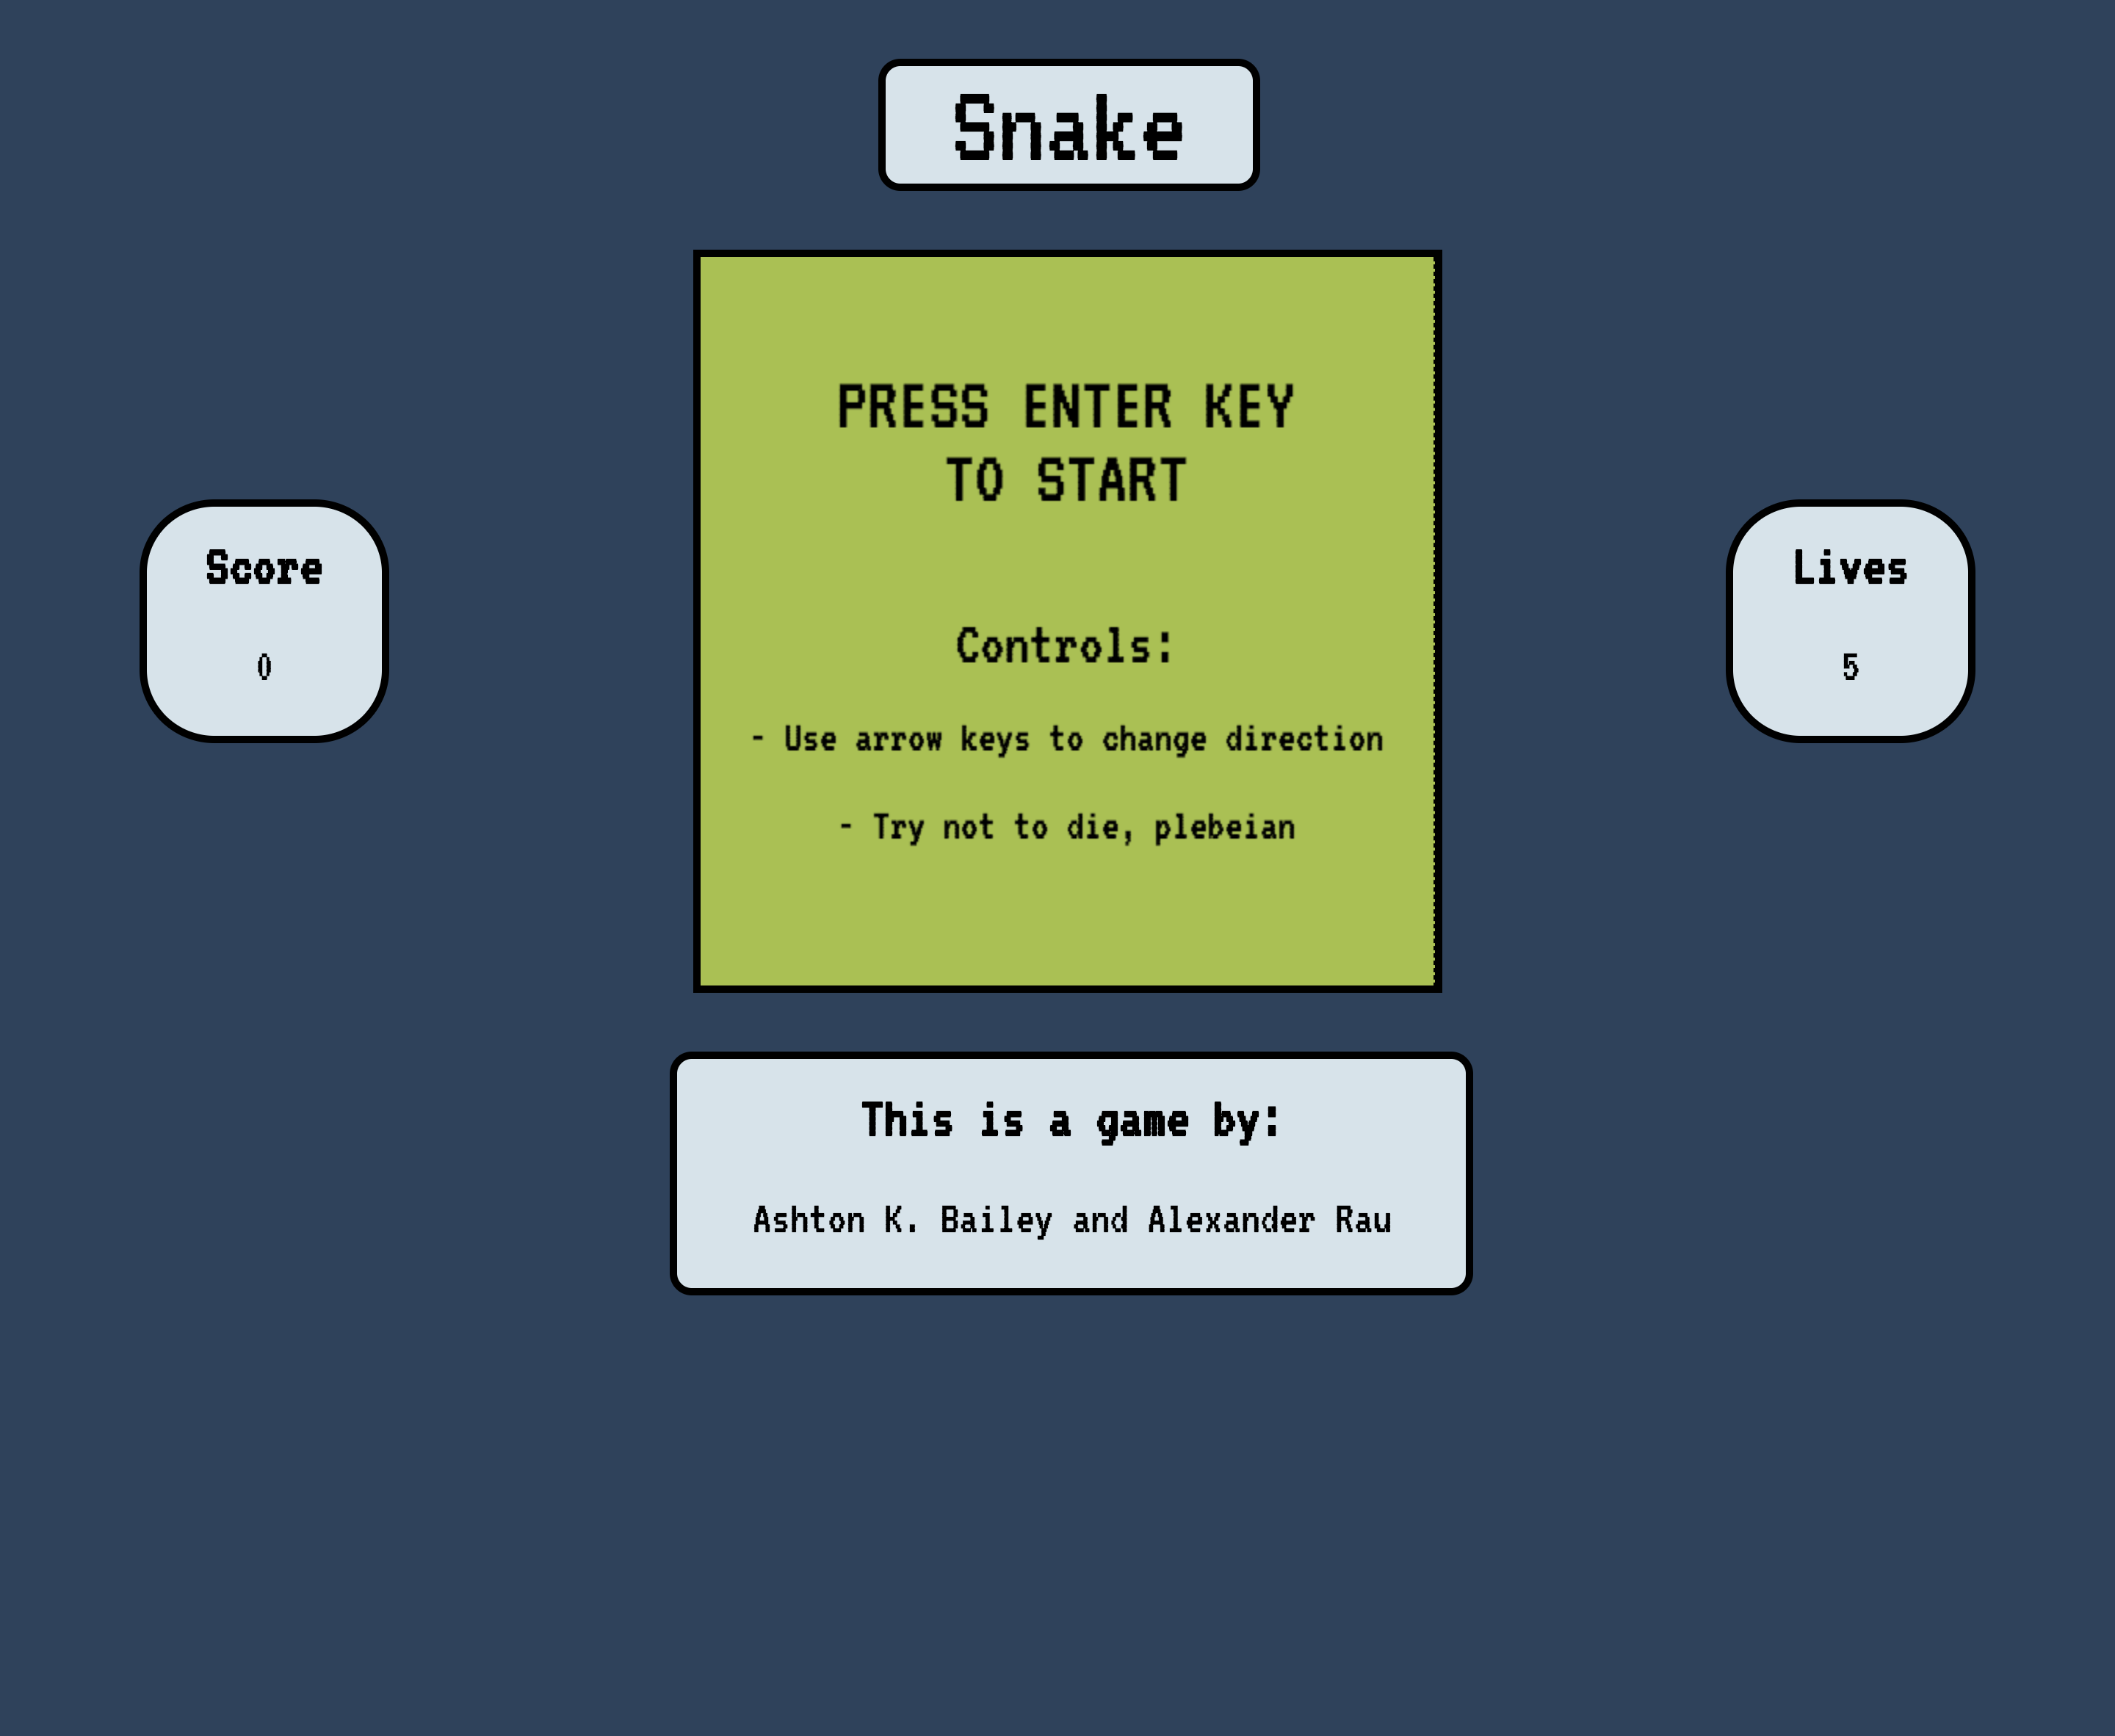 Snake
PRESS ENTER KEY
TO START
Score
0
Lives
5
Controls:
- Use arrow keys to change direction
- Try not to die, plebeian
This is a game by:
Ashton K. Bailey and Alexander Rau